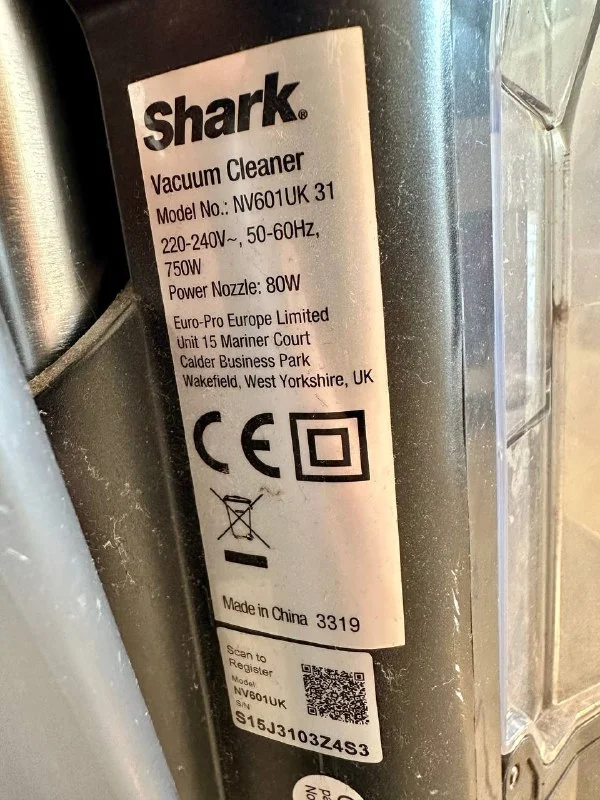 Shark®
Vacuum Cleaner
Model No.: NV601UK 31
220-240V~, 50-60Hz,
750W
Power Nozzle: 80W
Euro-Pro Europe Limited
Unit 15 Mariner Court
Calder Business Park
Wakefield, West Yorkshire, UK
CE
Made in China 3319
Scan to
Register
Model:
NV601UK
S/N
S15J3103Z4S3